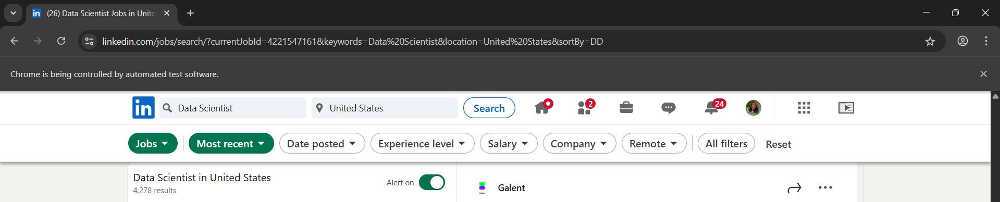 (26) Data Scientist Jobs in Unite
linkedin.com/jobs/search/?currentJobId=4221547161&keywords=Data%20Scientist&location=United%20States&sortBy=DD
Chrome is being controlled by automated test software.
in Data Scientist United States Search 2 24
Jobs Most recent Date posted Experience level Salary Company Remote All filters Reset
Data Scientist in United States
4,278 results
Alert on
Galent